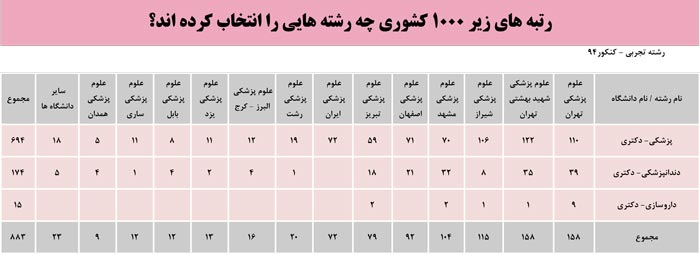 رتبه های زیر ۱۰۰۰ کشوری چه رشته هایی را انتخاب کرده اند؟
رشته تجربی - کنکور۹۴
نام رشته / نام دانشگاه علوم پزشکی تهران علوم پزشکی شهید بهشتی تهران علوم پزشکی شیراز علوم پزشکی مشهد علوم پزشکی اصفهان علوم پزشکی تبریز علوم پزشکی ایران علوم پزشکی رشت علوم پزشکی البرز - کرج علوم پزشکی یزد علوم پزشکی بابل علوم پزشکی ساری علوم پزشکی همدان سایر دانشگاه ها مجموع
پزشکی- دکتری ۱۱۰ ۱۲۲ ۱۰۶ ۷۰ ۷۱ ۵۹ ۷۲ ۱۹ ۱۲ ۱۱ ۸ ۱۱ ۵ ۱۸ ۶۹۴
دندانپزشکی- دکتری ۳۹ ۳۵ ۸ ۳۲ ۲۱ ۱۸ ۱ ۴ ۲ ۴ ۱ ۴ ۵ ۱۷۴
داروسازی- دکتری ۹ ۱ ۱ ۲ ۲ ۱۵
مجموع ۱۵۸ ۱۵۸ ۱۱۵ ۱۰۴ ۹۲ ۷۹ ۷۲ ۲۰ ۱۶ ۱۳ ۱۲ ۱۲ ۹ ۲۳ ۸۸۳